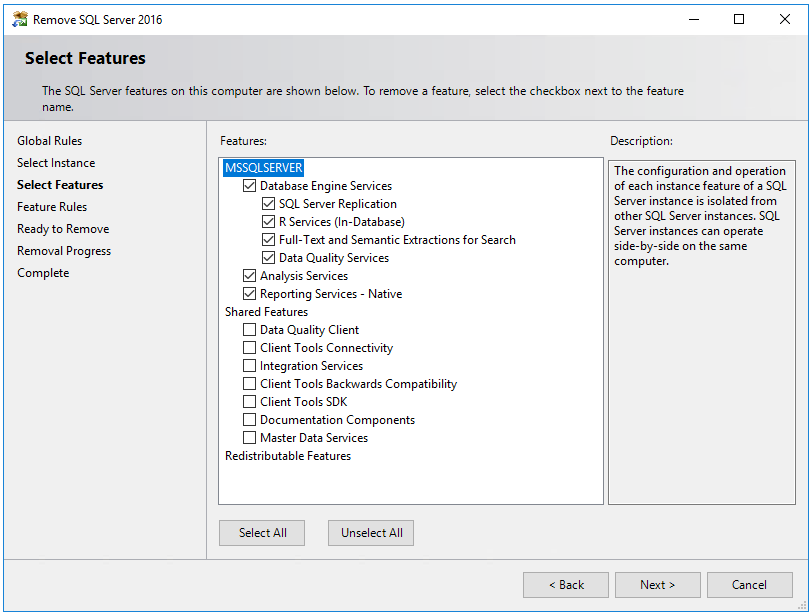 Remove SQL Server 2016
Select Features
The SQL Server features on this computer are shown below. To remove a feature, select the checkbox next to the feature
name.
Global Rules
Select Instance
Select Features
Feature Rules
Ready to Remove
Removal Progress
Complete
Features:
MSSQLSERVER
Database Engine Services
SQL Server Replication
R Services (In-Database)
Full-Text and Semantic Extractions for Search
Data Quality Services
Analysis Services
Reporting Services - Native
Shared Features
Data Quality Client
Client Tools Connectivity
Integration Services
Client Tools Backwards Compatibility
Client Tools SDK
Documentation Components
Master Data Services
Redistributable Features
Description:
The configuration and operation
of each instance feature of a SQL
Server instance is isolated from
other SQL Server instances. SQL
Server instances can operate
side-by-side on the same
computer.
Select All
Unselect All
< Back
Next >
Cancel